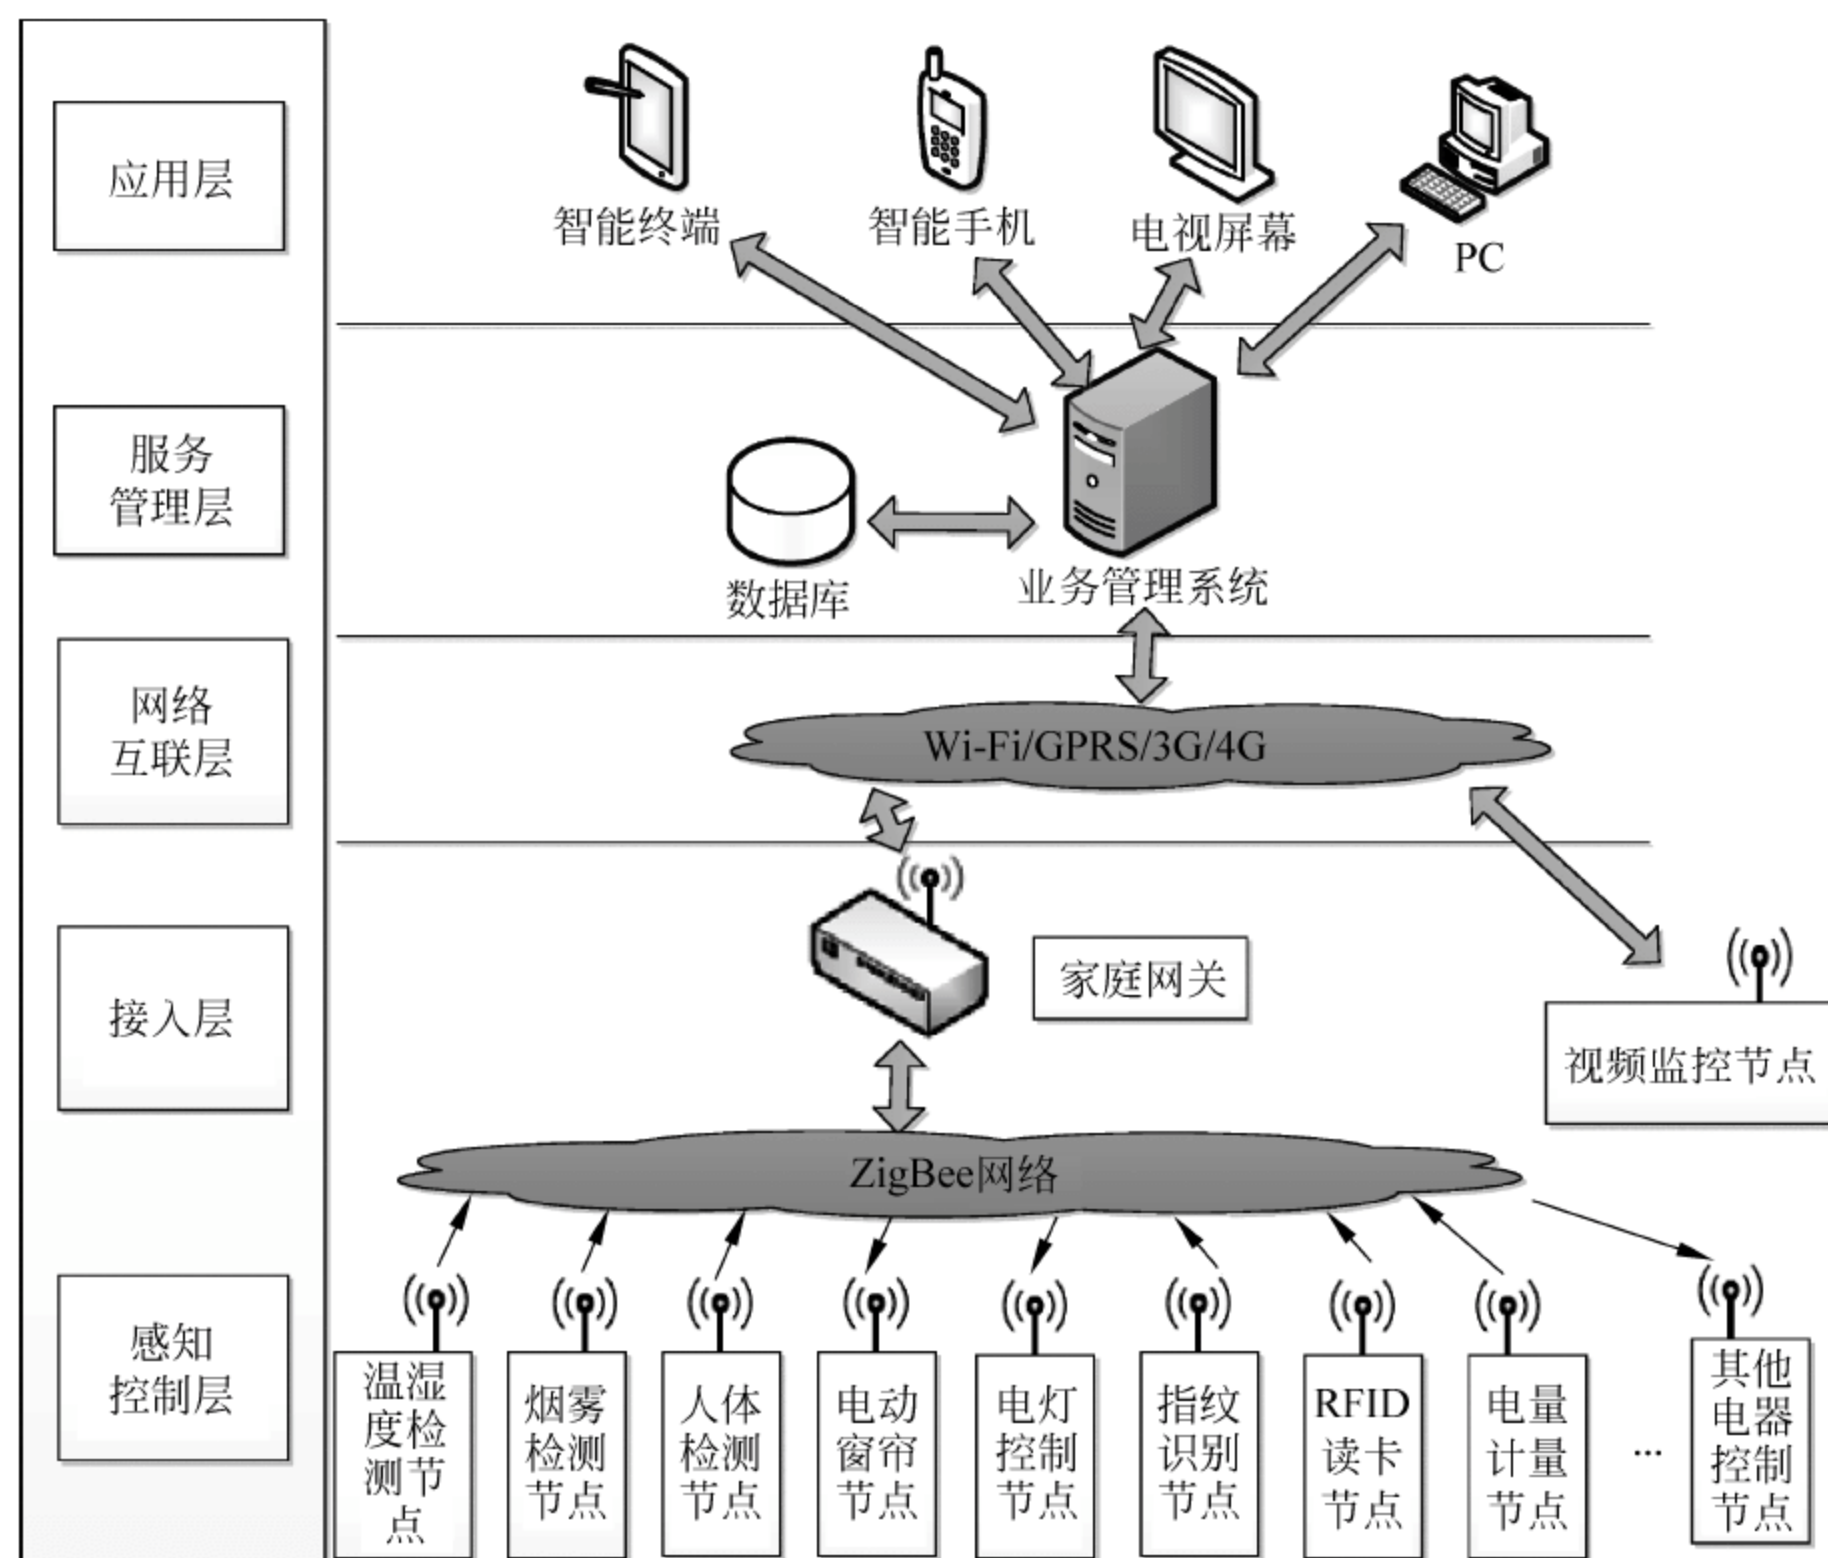 应用层
智能终端
智能手机
电视屏幕
PC
服务
管理层
数据库
业务管理系统
网络
互联层
Wi-Fi/GPRS/3G/4G
接入层
家庭网关
视频监控节点
ZigBee网络
感知
控制层
温湿
度检
测节
点
烟雾
检测
节点
人体
检测
节点
电动
窗帘
节点
电灯
控制
节点
指纹
识别
节点
RFID
读卡
节点
电量
计量
节点
...
其他
电器
控制
节点